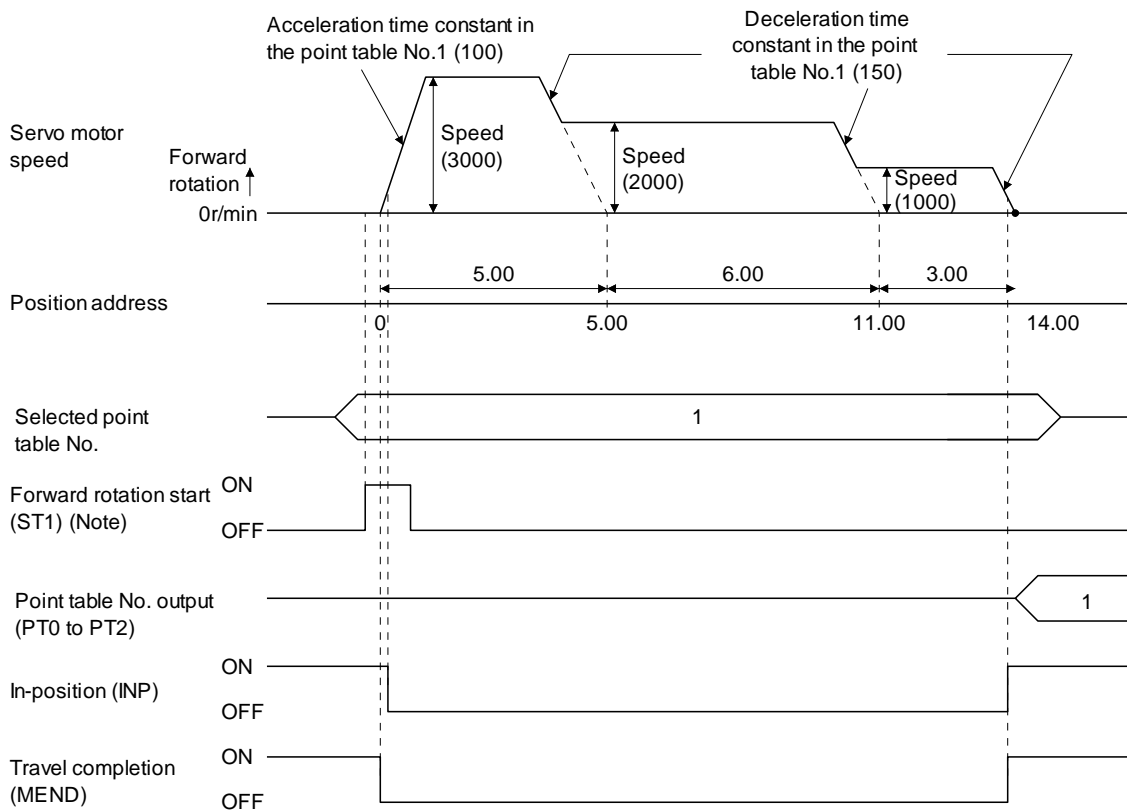 Acceleration time constant in
the point table No.1 (100)
Deceleration time
constant in the point
table No.1 (150)
Servo motor
speed
Forward
rotation
0r/min
Speed
(3000)
Speed
(2000)
Speed
(1000)
5.00
6.00
3.00
Position address
0
5.00
11.00
14.00
Selected point
table No.
1
Forward rotation start
(ST1) (Note)
ON
OFF
Point table No. output
(PT0 to PT2)
1
In-position (INP)
ON
OFF
Travel completion
(MEND)
ON
OFF